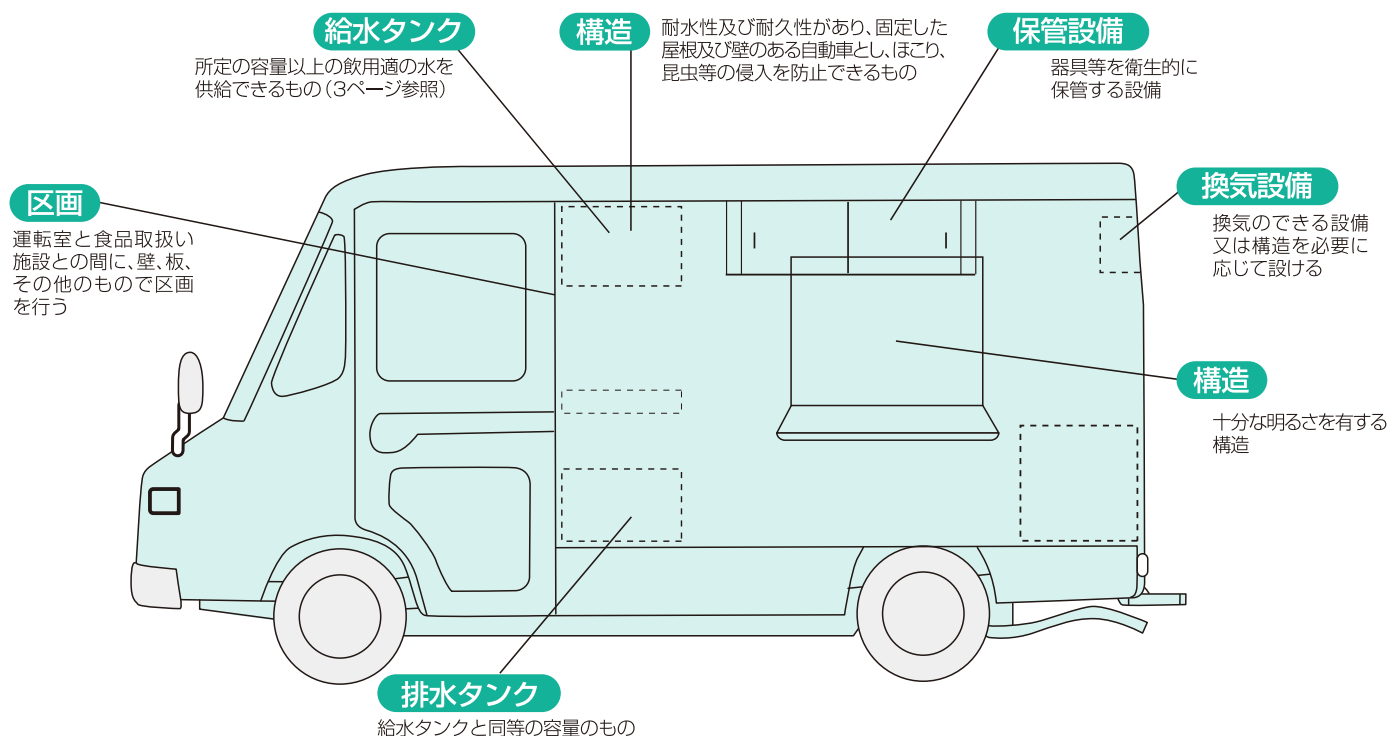 給水タンク
所定の容量以上の飲用適の水を
供給できるもの（3ページ参照）
構造
耐水性及び耐久性があり、固定した
屋根及び壁のある自動車とし、ほこり、
昆虫等の侵入を防止できるもの
保管設備
器具等を衛生的に
保管する設備
区画
運転室と食品取扱い
施設との間に、壁、板、
その他のもので区画
を行う
換気設備
換気のできる設備
又は構造を必要に
応じて設ける
構造
十分な明るさを有する
構造
排水タンク
給水タンクと同等の容量のもの